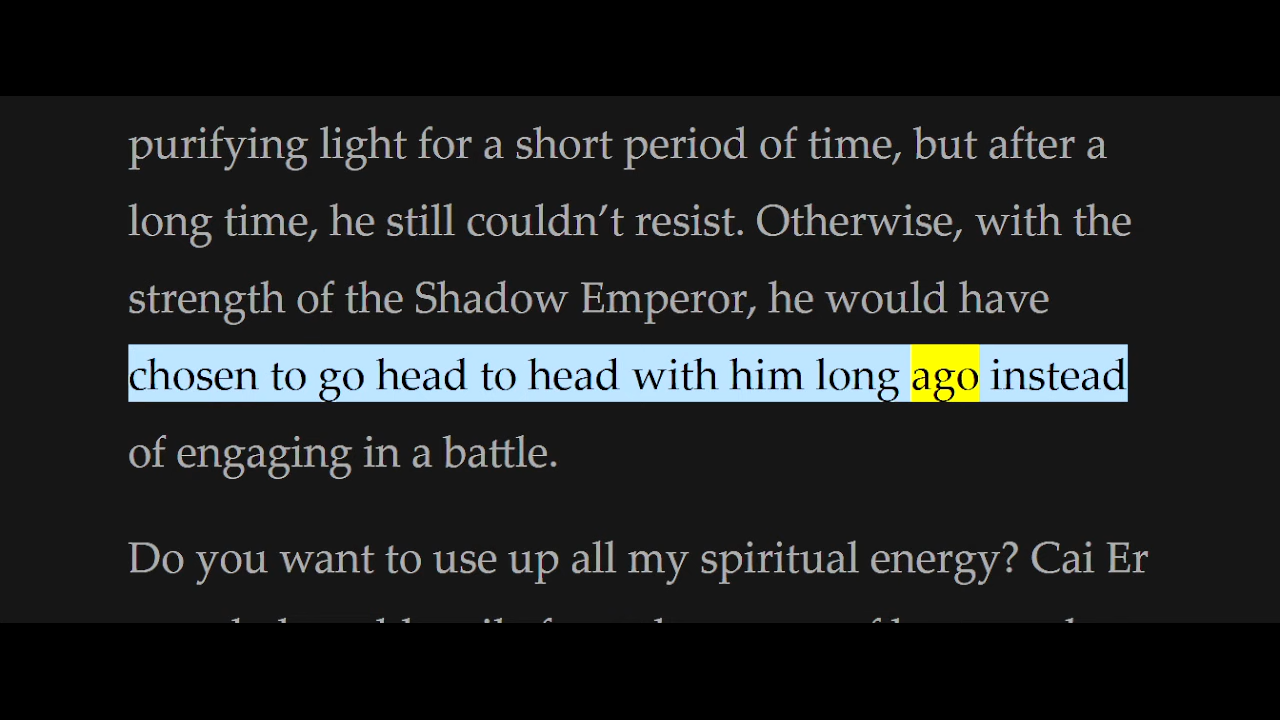 purifying light for a short period of time, but after a
long time, he still couldn’t resist. Otherwise, with the
strength of the Shadow Emperor, he would have
chosen to go head to head with him long ago instead
of engaging in a battle.
Do you want to use up all my spiritual energy? Cai Er